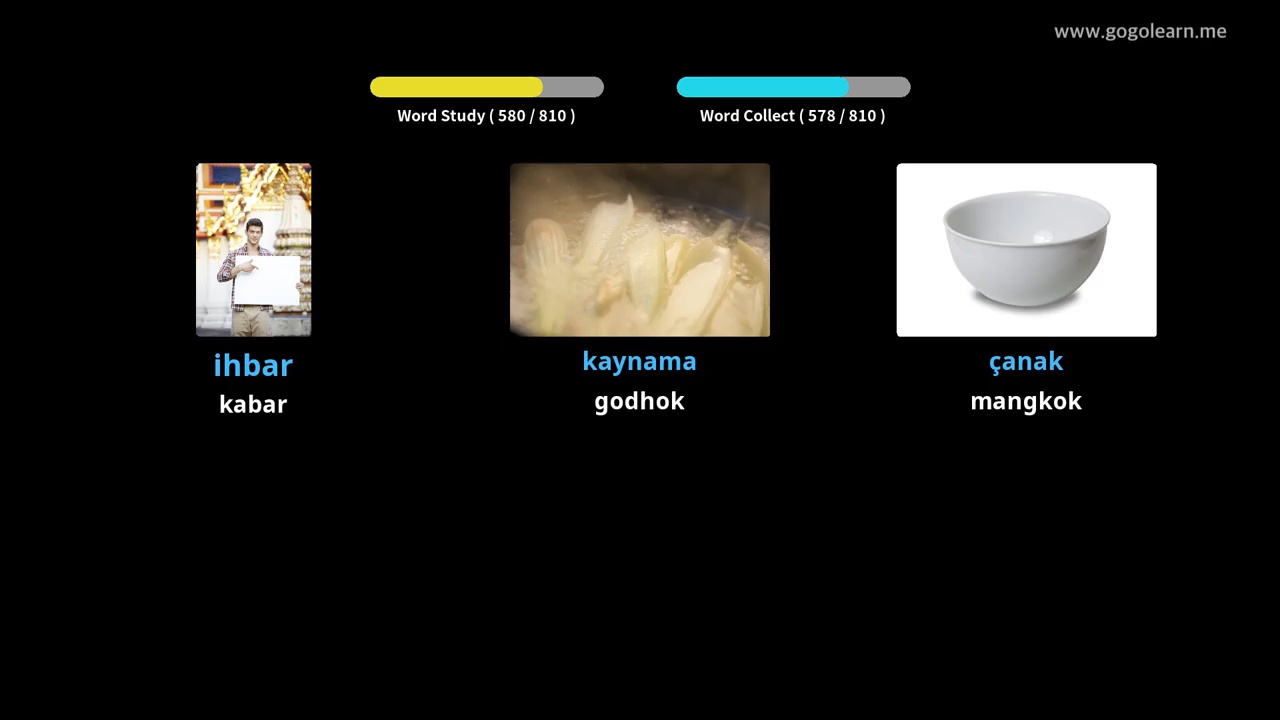 www.gogolearn.me
Word Study ( 580 / 810 )
Word Collect ( 578 / 810 )
ihbar
kabar
kaynama
godhok
çanak
mangkok